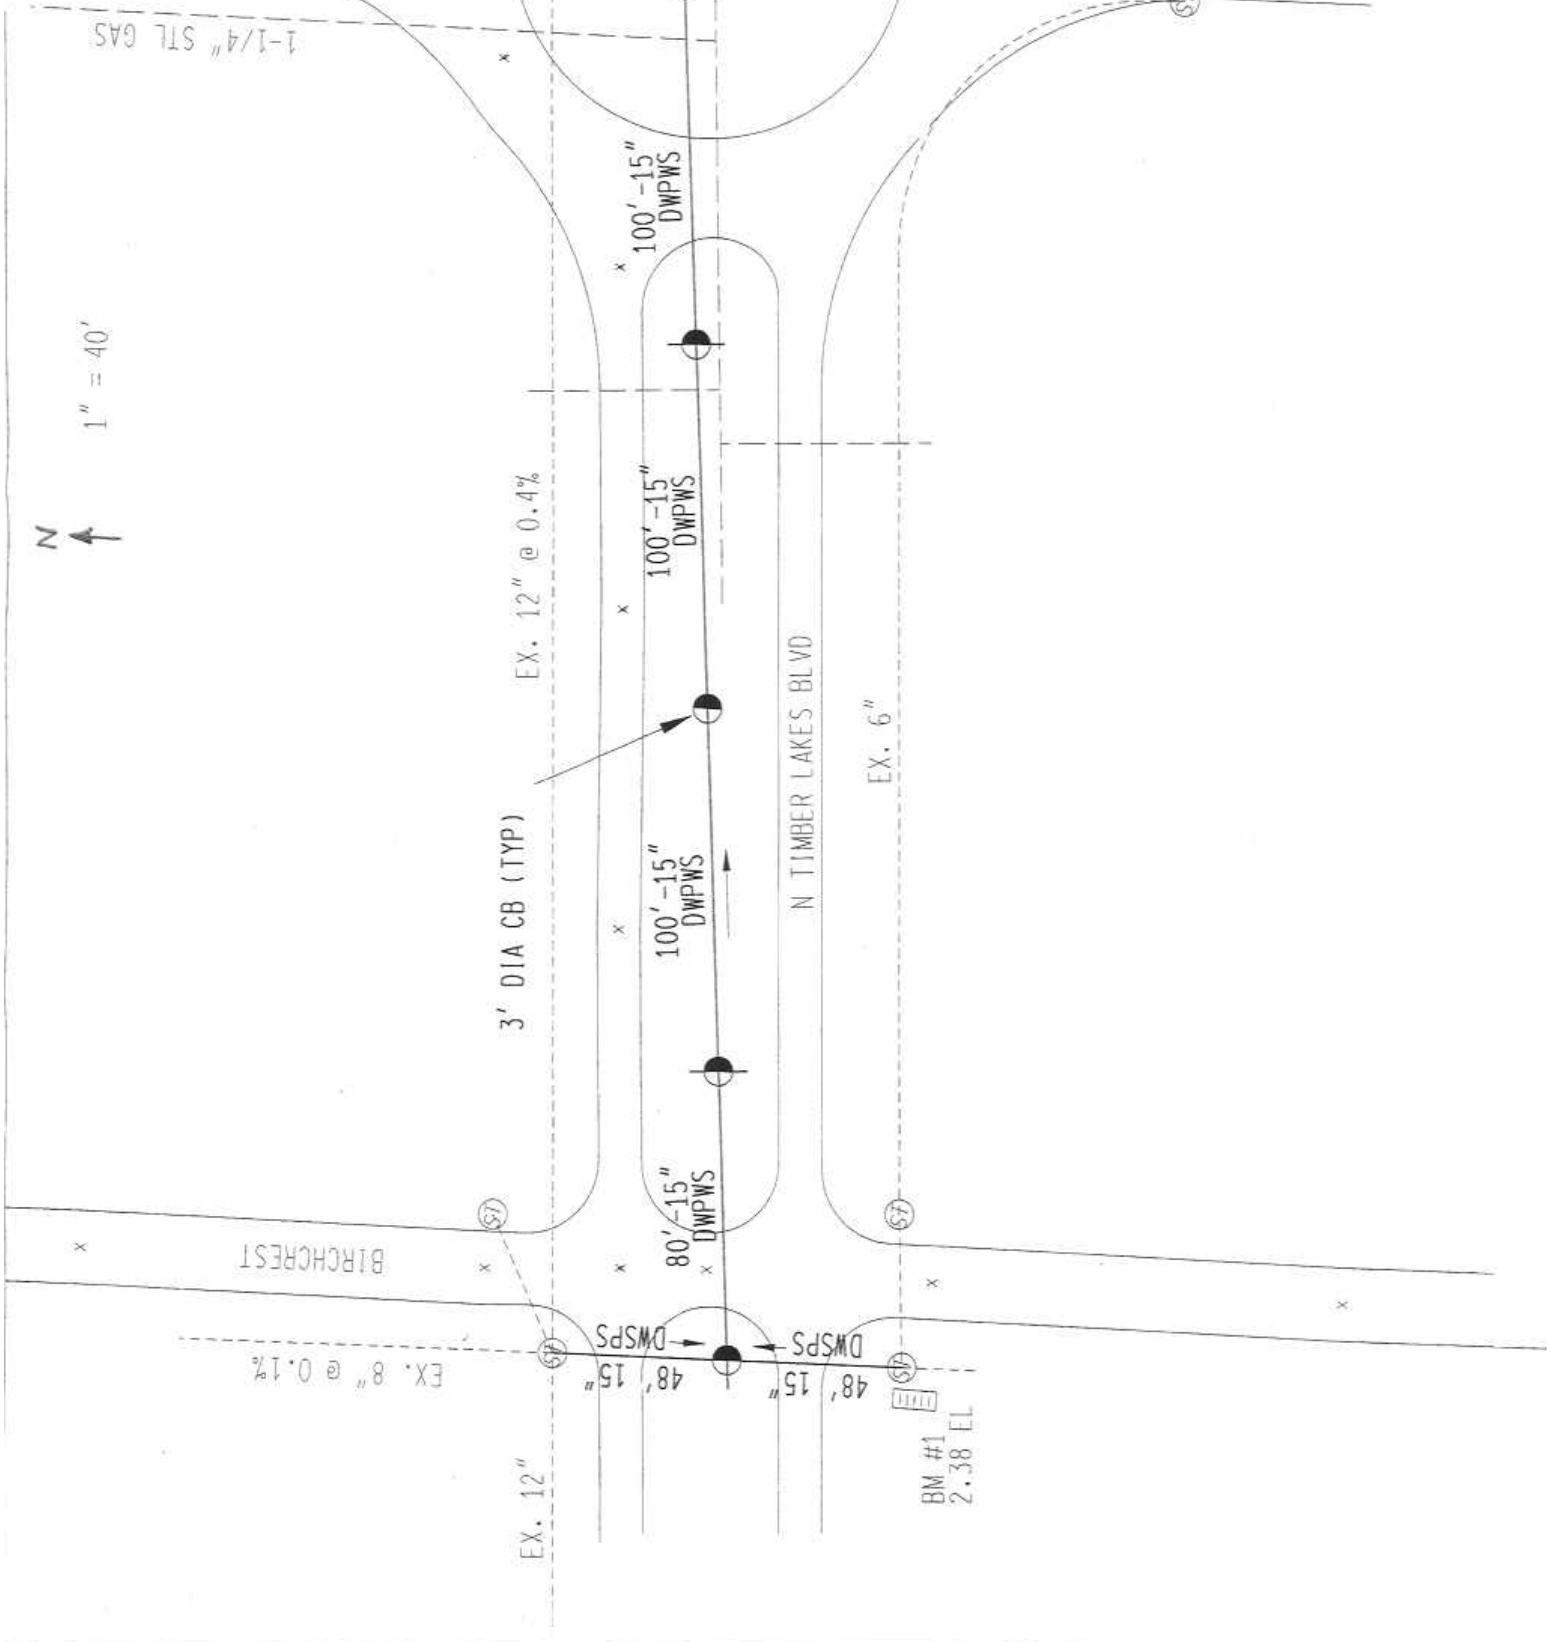 1-1/4" STL GAS
N
1" = 40'
100'-15"
DWPWS
EX. 12" @ 0.4%
100'-15"
DWPWS
3' DIA CB (TYP)
100'-15"
DWPWS
N TIMBER LAKES BLVD
EX. 6"
80'-15"
DWPWS
BIRCHCREST
EX. 8" @ 0.1%
48' 15"
DWSPS
48' 15"
DWSPS
EX. 12"
BM #1
2.38 EL